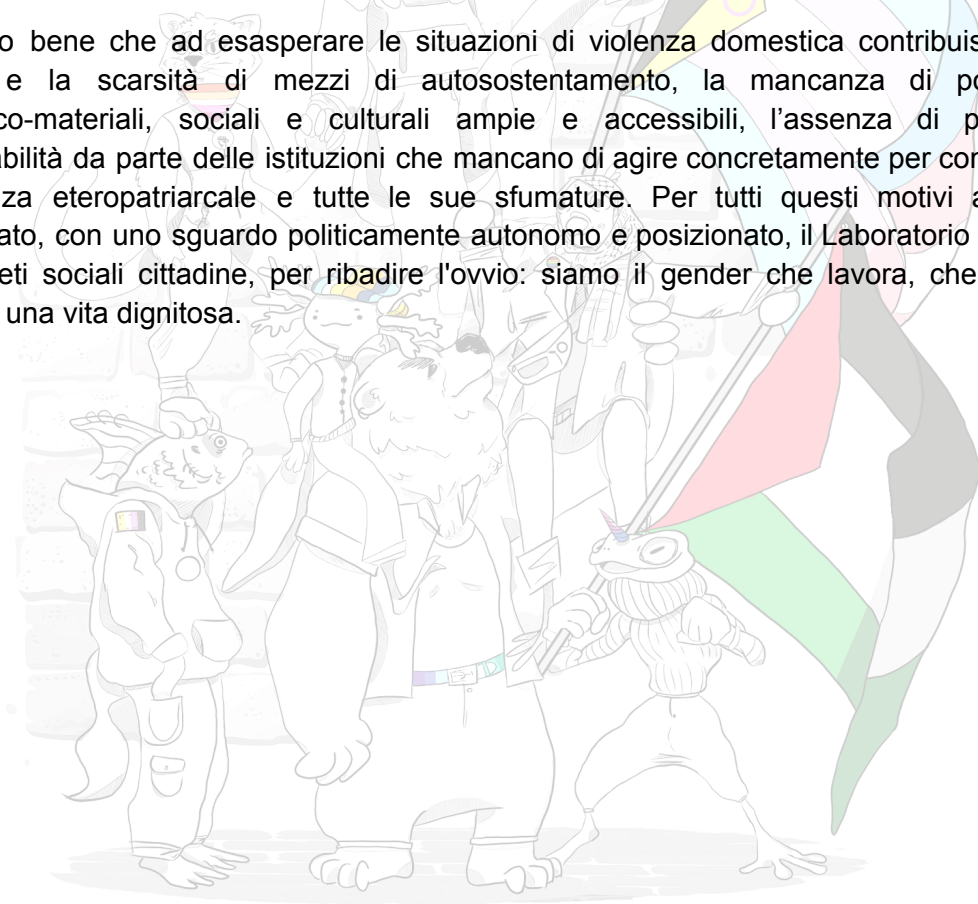 o bene che ad esasperare le situazioni di violenza domestica contribuis
e la scarsità di mezzi di autosostentamento, la mancanza di po
co-materiali, sociali e culturali ampie e accessibili, l’assenza di p
abilità da parte delle istituzioni che mancano di agire concretamente per con
za eteropatriarcale e tutte le sue sfumature. Per tutti questi motivi a
ato, con uno sguardo politicamente autonomo e posizionato, il Laboratorio
eti sociali cittadine, per ribadire l'ovvio: siamo il gender che lavora, che
una vita dignitosa.